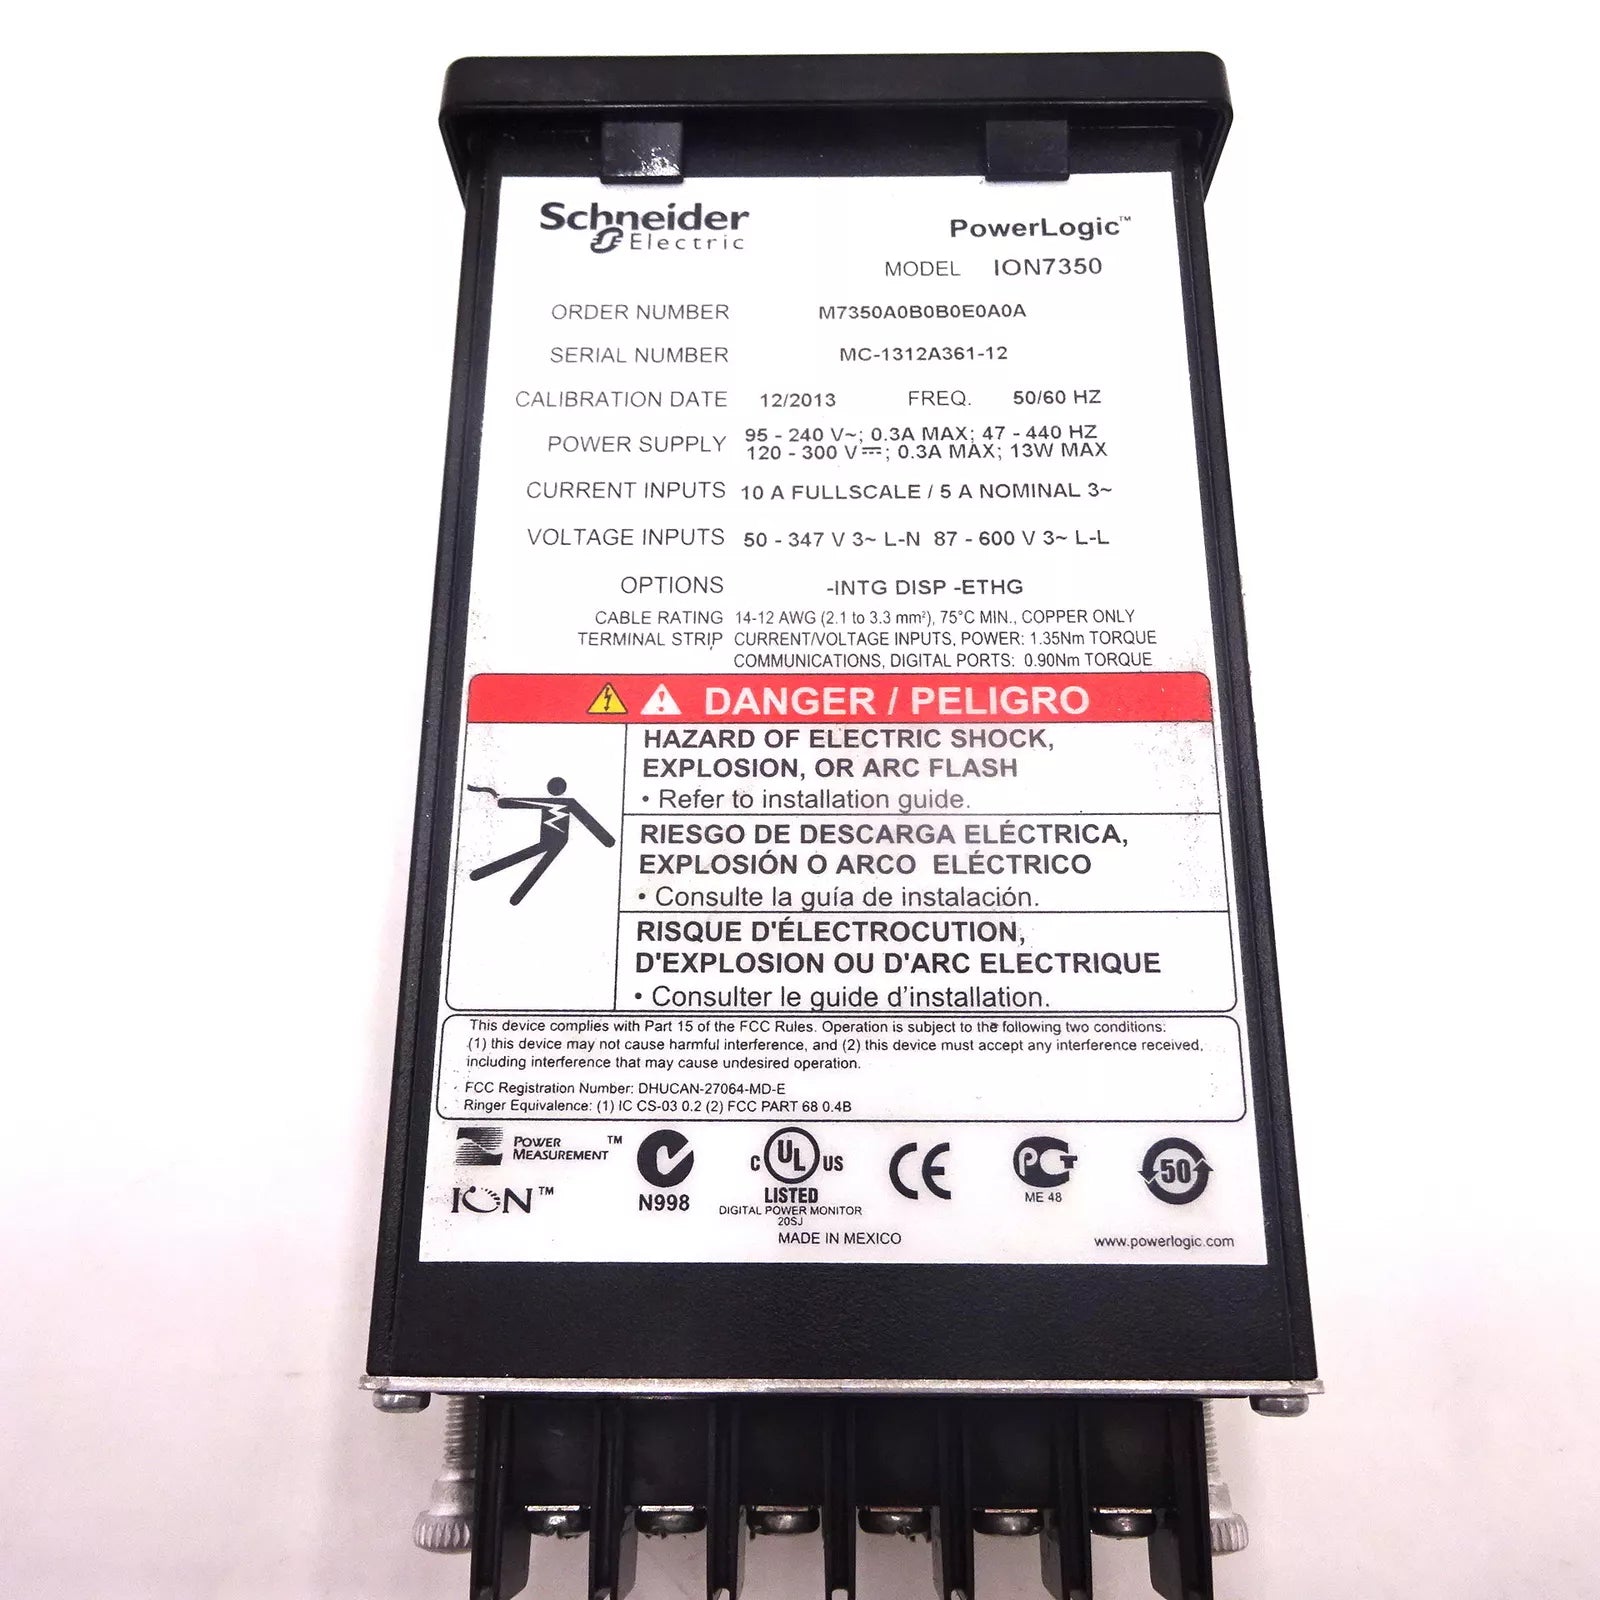 Schneider
Electric
PowerLogic™
MODEL ION7350
ORDER NUMBER M7350A0B0B0E0A0A
SERIAL NUMBER MC-1312A361-12
CALIBRATION DATE 12/2013 FREQ. 50/60 HZ
POWER SUPPLY 95 - 240 V~; 0.3A MAX; 47 - 440 HZ
120 - 300 V⎓; 0.3A MAX; 13W MAX
CURRENT INPUTS 10 A FULLSCALE / 5 A NOMINAL 3~
VOLTAGE INPUTS 50 - 347 V 3~ L-N 87 - 600 V 3~ L-L
OPTIONS -INTG DISP -ETHG
CABLE RATING 14-12 AWG (2.1 to 3.3 mm²), 75°C MIN., COPPER ONLY
TERMINAL STRIP CURRENT/VOLTAGE INPUTS, POWER: 1.35Nm TORQUE
COMMUNICATIONS, DIGITAL PORTS: 0.90Nm TORQUE
DANGER / PELIGRO
HAZARD OF ELECTRIC SHOCK,
EXPLOSION, OR ARC FLASH
• Refer to installation guide.
RIESGO DE DESCARGA ELÉCTRICA,
EXPLOSIÓN O ARCO ELÉCTRICO
• Consulte la guía de instalación.
RISQUE D'ÉLECTROCUTION,
D'EXPLOSION OU D'ARC ELECTRIQUE
• Consulter le guide d'installation.
This device complies with Part 15 of the FCC Rules. Operation is subject to the following two conditions:
(1) this device may not cause harmful interference, and (2) this device must accept any interference received,
including interference that may cause undesired operation.
FCC Registration Number: DHUCAN-27064-MD-E
Ringer Equivalence: (1) IC CS-03 0.2 (2) FCC PART 68 0.4B
POWER MEASUREMENT™
ION™
N998
C UL US
LISTED
DIGITAL POWER MONITOR
20SJ
MADE IN MEXICO
CE
РСТ
ME 48
50
www.powerlogic.com